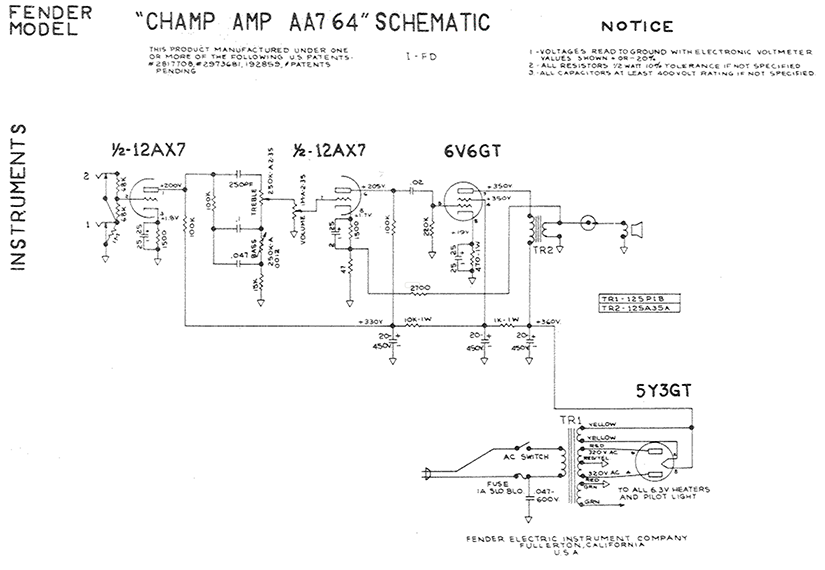 FENDER
MODEL
"CHAMP AMP AA764" SCHEMATIC
NOTICE
THIS PRODUCT MANUFACTURED UNDER ONE
OR MORE OF THE FOLLOWING U.S. PATENTS-
#2817708, #2973681, 192859, #PATENTS
PENDING
1-FD
1-VOLTAGES READ TO GROUND WITH ELECTRONIC VOLTMETER
VALUES SHOWN + OR - 20%
2-ALL RESISTORS 1/2 WATT 10% TOLERANCE IF NOT SPECIFIED
3-ALL CAPACITORS AT LEAST 400 VOLT RATING IF NOT SPECIFIED.
INSTRUMENTS
½-12AX7
½-12AX7
6V6GT
2
1
68K
68K
+200V
+1.8V
25
25
1500
100K
100K
250PF
.1
.047
250K-A 2:35
TREBLE
BASS
250K-A
15K
VOLUME
1MA2:35
+205V
+1.7V
25
1500
47
100K
.02
220K
+350V
+350V
+19V
25
25
470-1W
2700
TR2
TR1-125P1B
TR2-125A35A
+330V
10K-1W
1K-1W
+360V
20-
450V
20-
450V
20-
450V
5Y3GT
TR1
YELLOW
YELLOW
RED
320V AC
RED/YEL
320V AC
RED
GRN
GRN
AC SWITCH
FUSE
1A SLO BLO
.047-
600V
TO ALL 6.3V HEATERS
AND PILOT LIGHT
FENDER ELECTRIC INSTRUMENT COMPANY
FULLERTON, CALIFORNIA
U.S.A